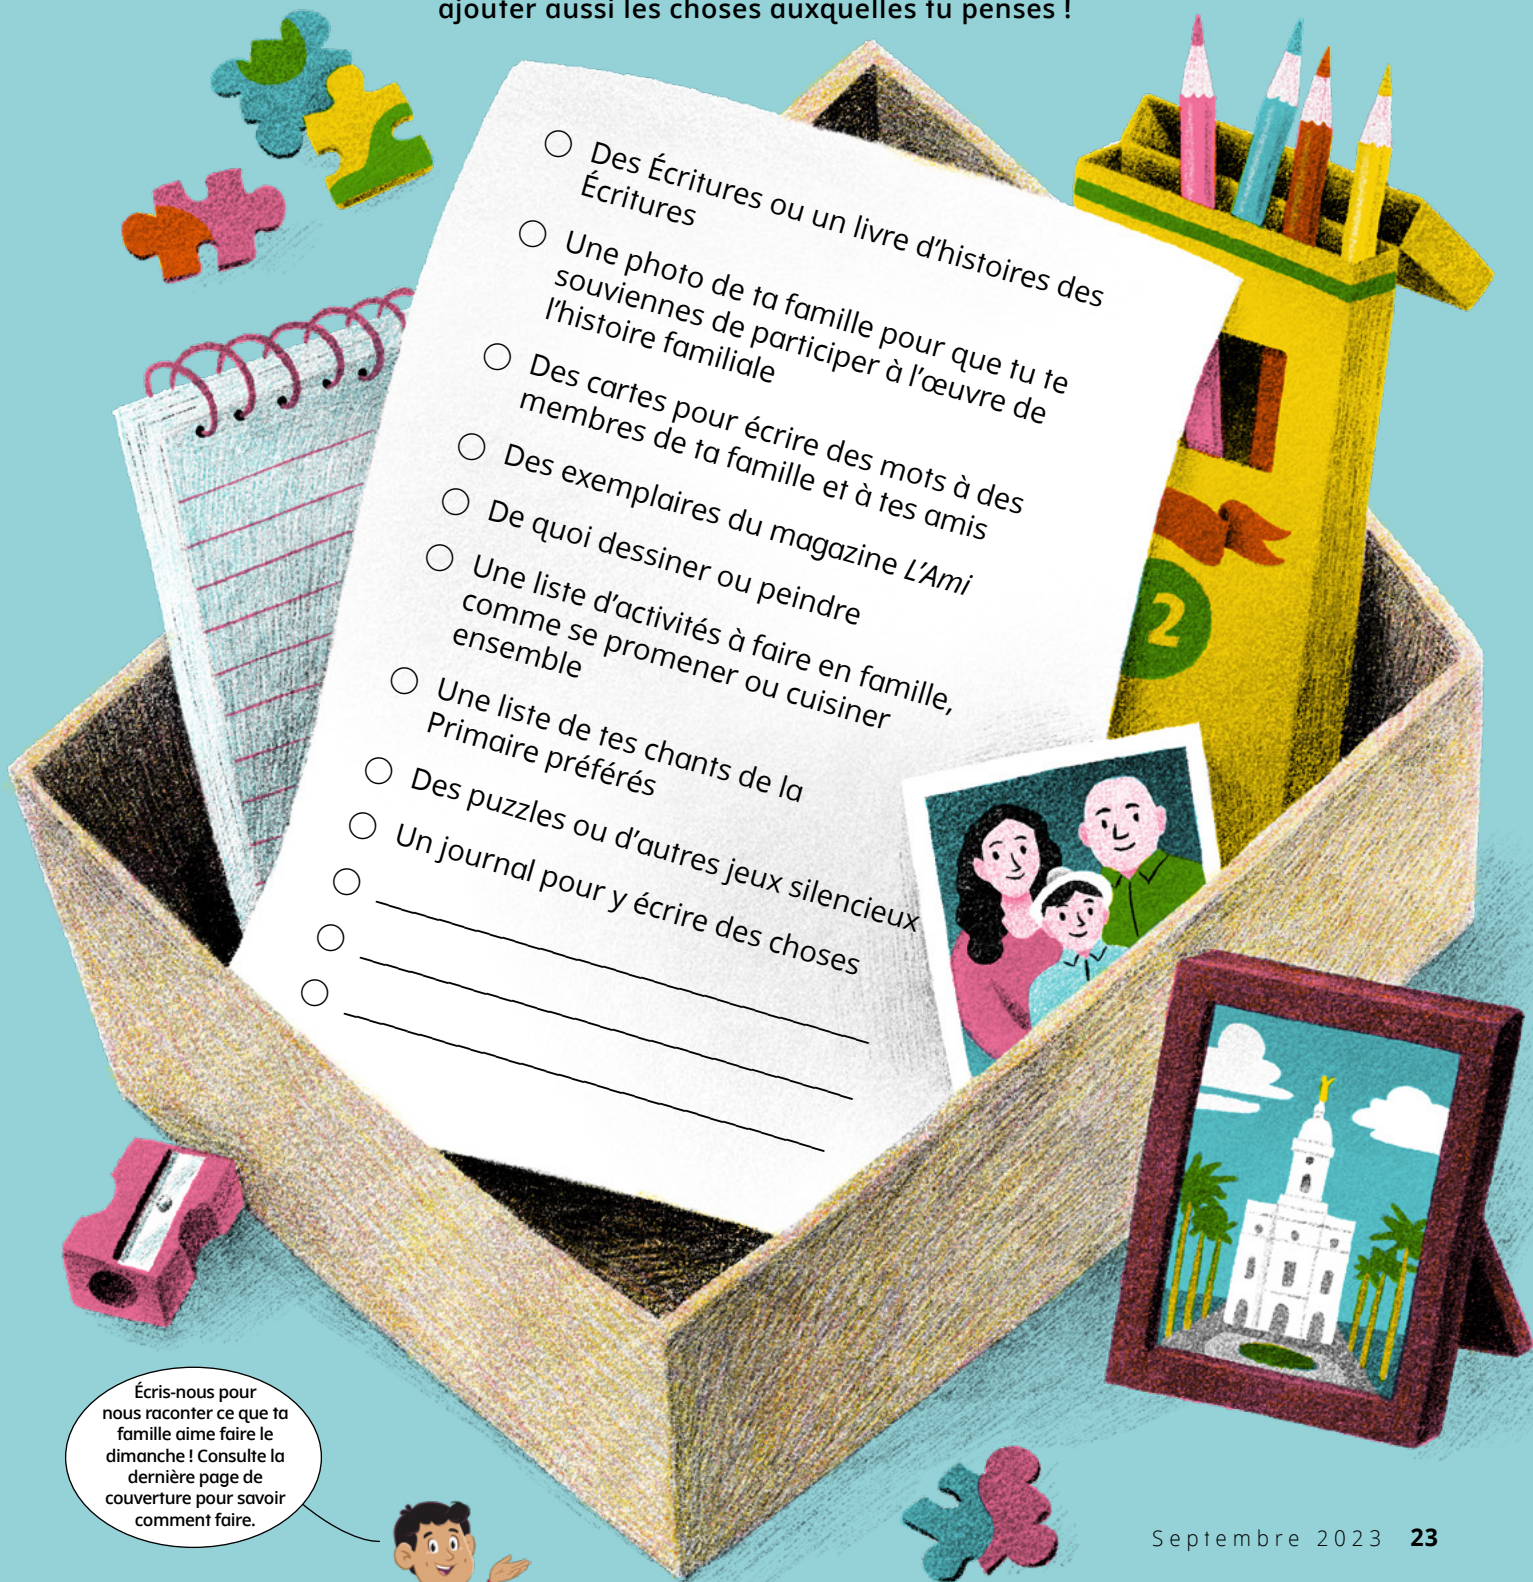 ajouter aussi les choses auxquelles tu penses !
Des Écritures ou un livre d’histoires des
Écritures
Une photo de ta famille pour que tu te
souviennes de participer à l’œuvre de
l’histoire familiale
Des cartes pour écrire des mots à des
membres de ta famille et à tes amis
Des exemplaires du magazine L’Ami
De quoi dessiner ou peindre
Une liste d’activités à faire en famille,
comme se promener ou cuisiner
ensemble
Une liste de tes chants de la
Primaire préférés
Des puzzles ou d’autres jeux silencieux
Un journal pour y écrire des choses
2
Écris-nous pour
nous raconter ce que ta
famille aime faire le
dimanche ! Consulte la
dernière page de
couverture pour savoir
comment faire.
Septembre 2023 23